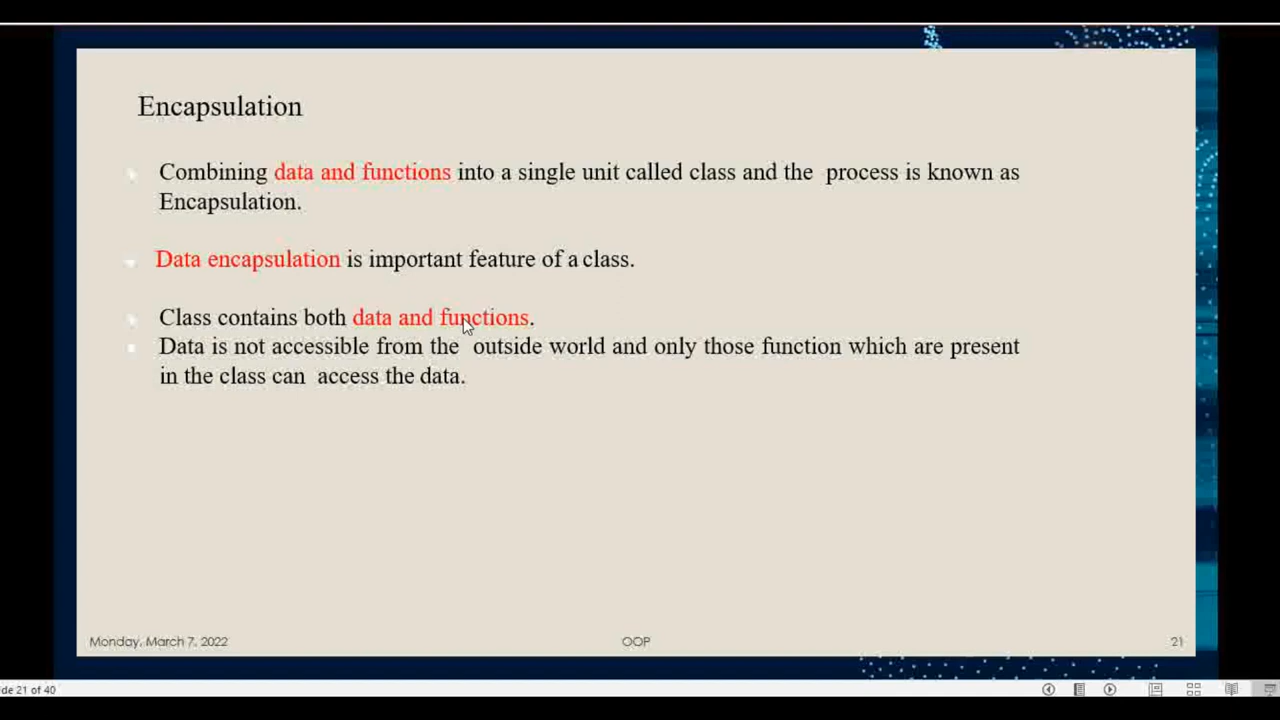 Encapsulation
Combining data and functions into a single unit called class and the process is known as
Encapsulation.
Data encapsulation is important feature of a class.
Class contains both data and functions.
Data is not accessible from the outside world and only those function which are present
in the class can access the data.
Monday, March 7, 2022
OOP
21
de 21 of 40